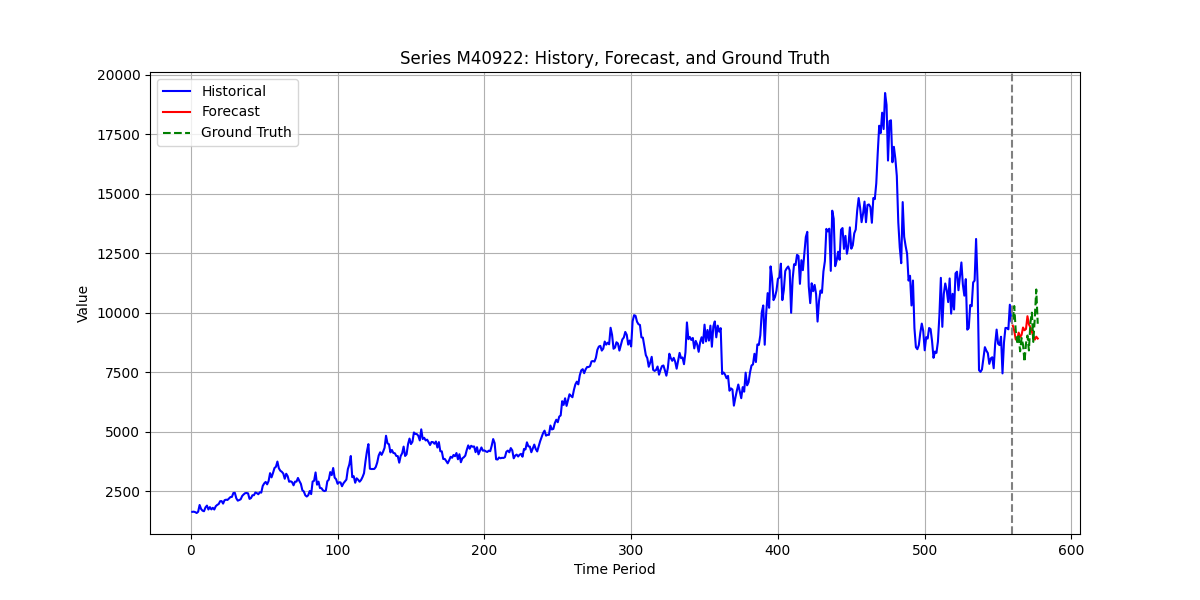 Series M40922: History, Forecast, and Ground Truth
Historical
Forecast
Ground Truth
Value
20000
17500
15000
12500
10000
7500
5000
2500
0 100 200 300 400 500 600
Time Period